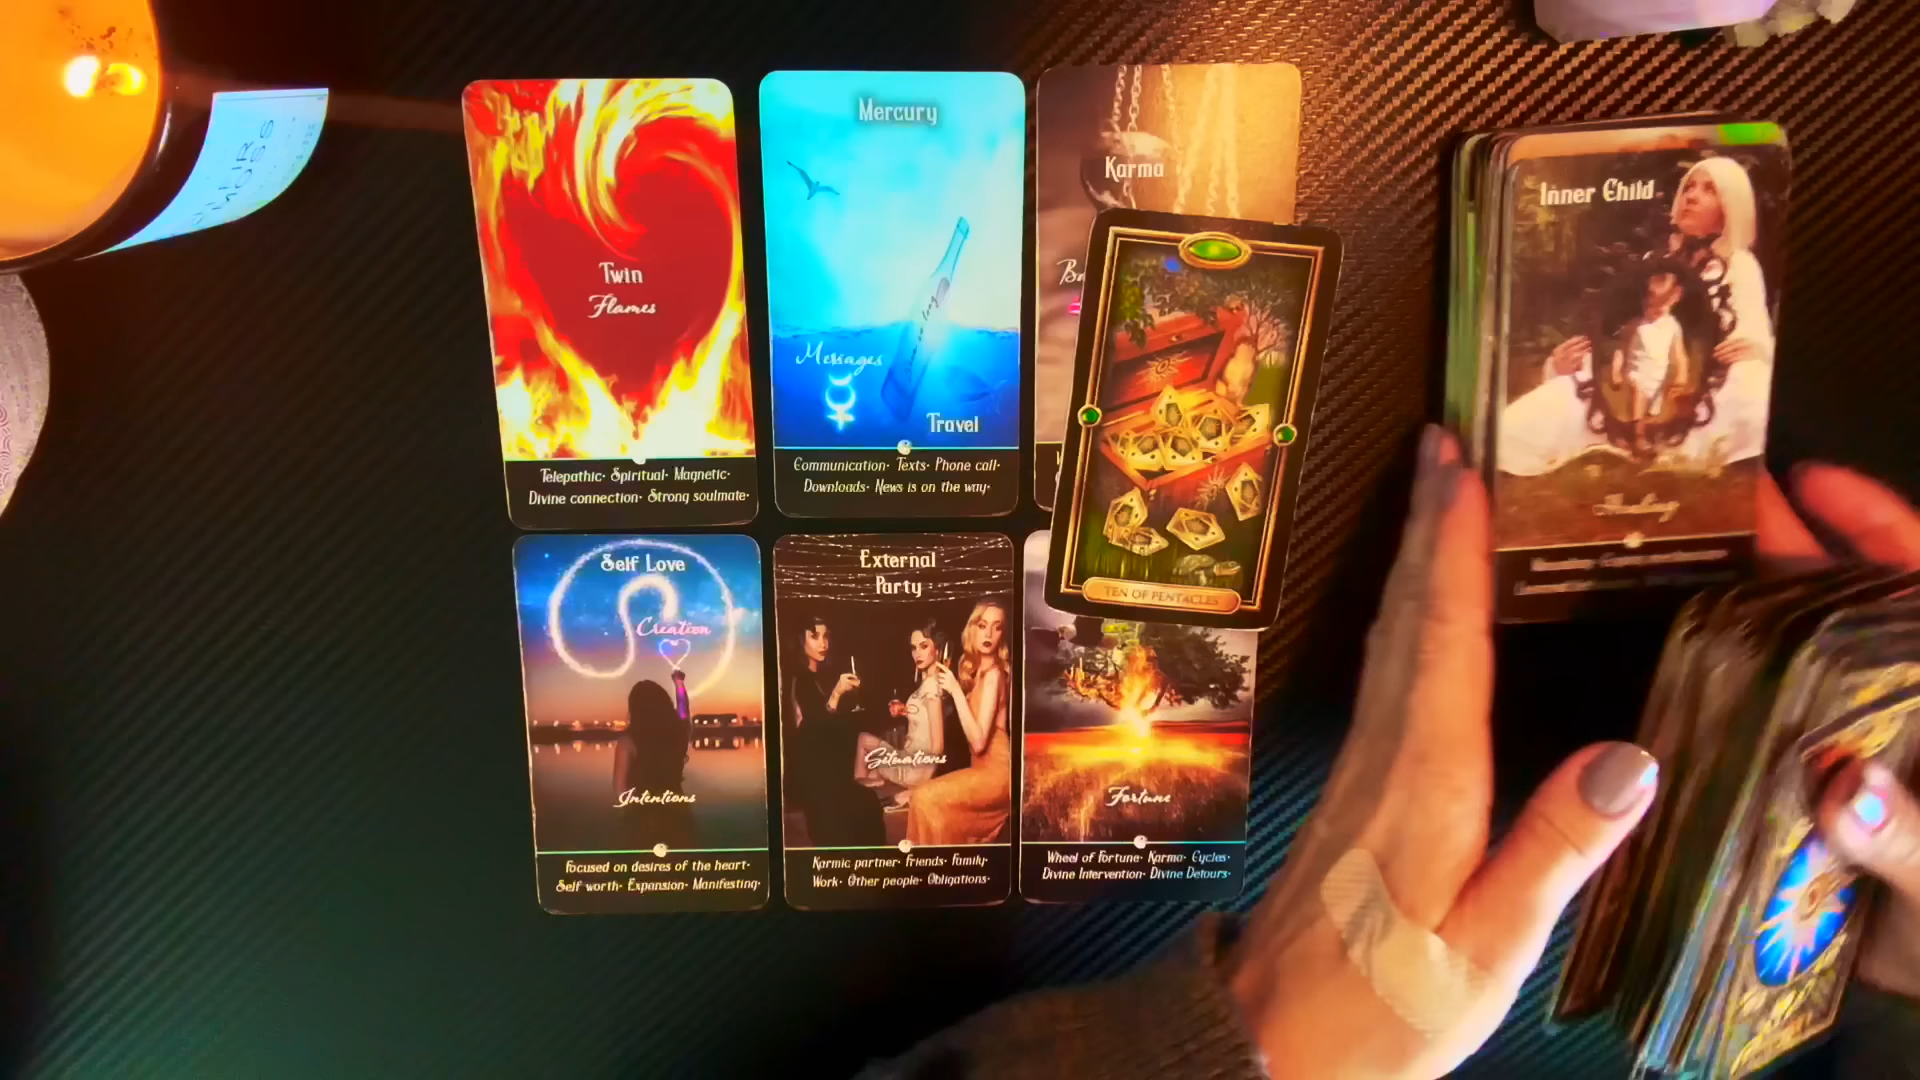 Twin
Flames
Telepathic· Spiritual· Magnetic·
Divine connection· Strong soulmate·
Mercury
Messages
Travel
Communication· Texts· Phone call·
Downloads· News is on the way·
Karma
TEN OF PENTACLES
Inner Child
Healing
Self Love
Creation
Intentions
Focused on desires of the heart·
Self worth· Expansion· Manifesting·
External
Party
Situations
Karmic partner· Friends· Family·
Work· Other people· Obligations·
Fortune
Wheel of Fortune· Karma· Cycles·
Divine Intervention· Divine Detours·